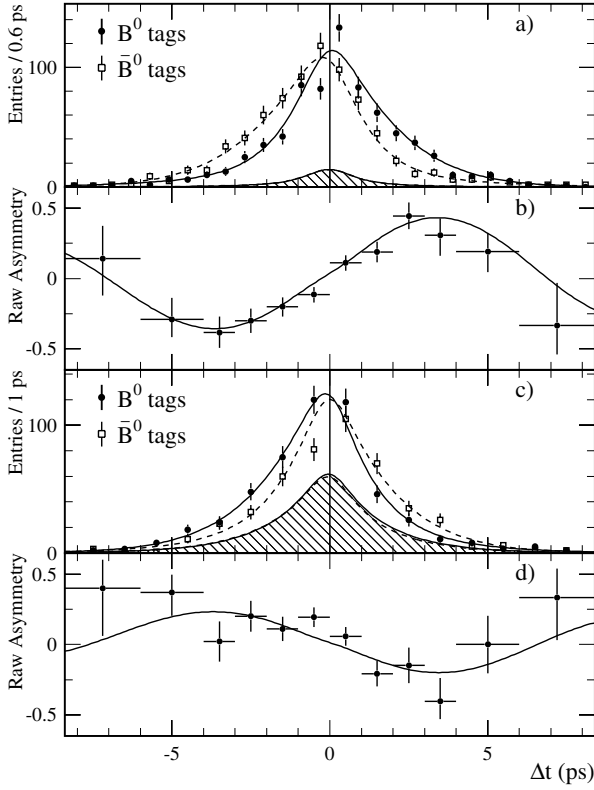 Entries / 0.6 ps
100
0
B⁰ tags
B̄⁰ tags
a)
Raw Asymmetry
0.5
0
-0.5
b)
Entries / 1 ps
100
0
B⁰ tags
B̄⁰ tags
c)
Raw Asymmetry
0.5
0
-0.5
d)
-5
0
5
Δt (ps)